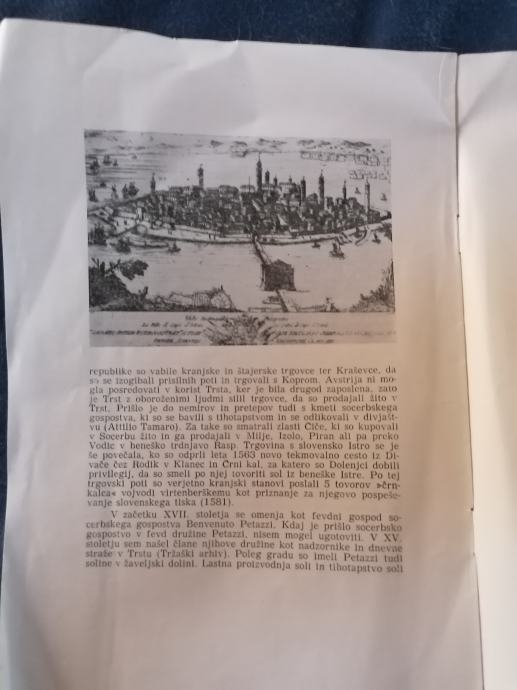 republike so vabile kranjske in štajerske trgovce ter Kraševce, da
so se izogibali prisilnih poti in trgovali s Koprom. Avstrija ni mo-
gla posredovati v korist Trsta, ker je bila drugod zaposlena, zato
je Trst z oboroženimi ljudmi silil trgovce, da so prodajali žito v
Trst. Prišlo je do nemirov in pretepov tudi s kmeti socerbskega
gospostva, ki so se bavili s tihotapstvom in se odlikovali v divjaš-
tvu (Attilio Tamaro). Za take so smatrali zlasti Čiče, ki so kupovali
v Socerbu žito in ga prodajali v Milje, Izolo, Piran ali pa preko
Vodic v beneško trdnjavo Rasp. Trgovina s slovensko Istro se je
še povečala, ko so odprli leta 1563 novo tekmovalno cesto iz Di-
vače čez Rodik v Klanec in Črni kal, za katero so Dolenjci dobili
privilegij, da so smeli po njej tovoriti sol iz beneške Istre. Po tej
trgovski poti so verjetno kranjski stanovi poslali 5 tovorov »črn-
kalca« vojvodi virtenberškemu kot priznanje za njegovo pospeše-
vanje slovenskega tiska (1581).
V začetku XVII. stoletja se omenja kot fevdni gospod so-
cerbskega gospostva Benvenuto Petazzi. Kdaj je prišlo socerbsko
gospostvo v fevd družine Petazzi, nisem mogel ugotoviti. V XV.
stoletju sem našel člane njihove družine kot nadzornike in dnevne
straže v Trstu (Tržaški arhiv). Poleg gradu so imeli Petazzi tudi
soline v žaveljski dolini. Lastna proizvodnja soli in tihotapstvo soli